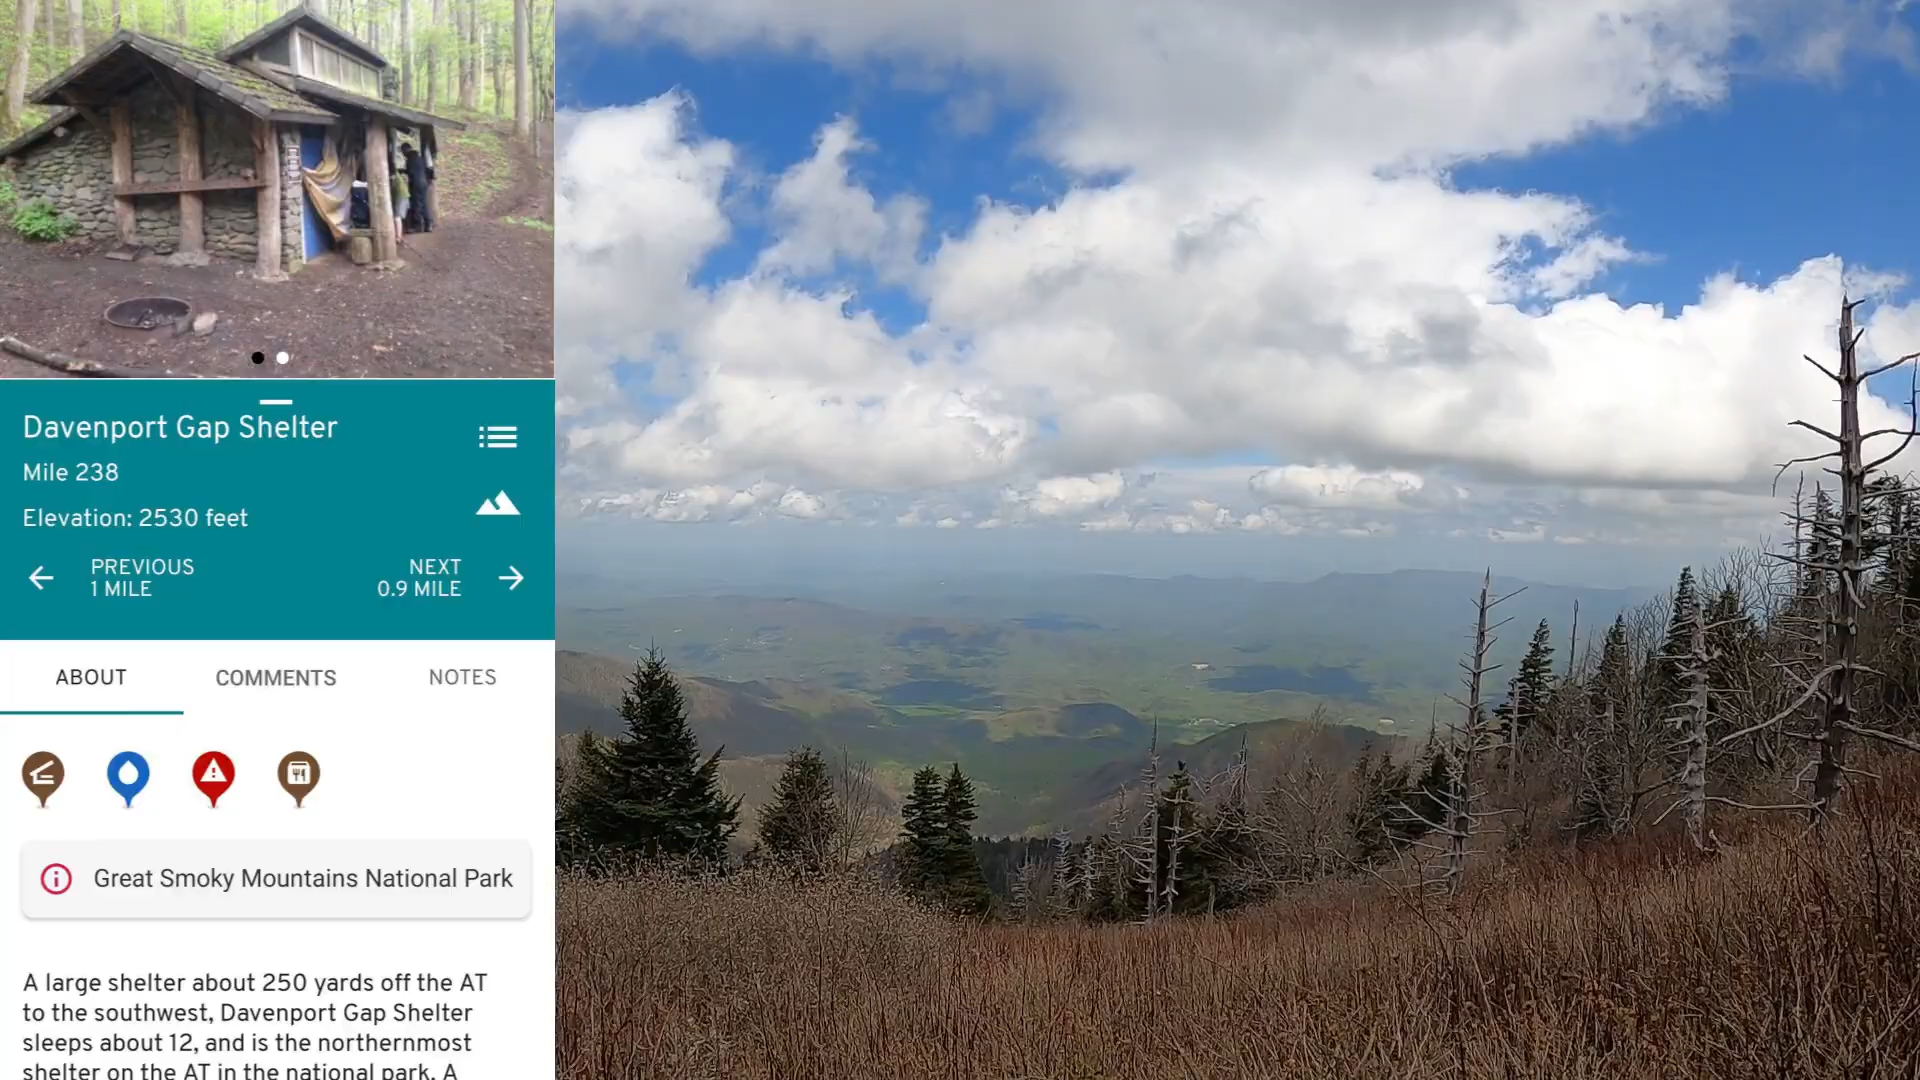 Davenport Gap Shelter
Mile 238
Elevation: 2530 feet
PREVIOUS
1 MILE
NEXT
0.9 MILE
ABOUT
COMMENTS
NOTES
Great Smoky Mountains National Park
A large shelter about 250 yards off the AT
to the southwest, Davenport Gap Shelter
sleeps about 12, and is the northernmost
shelter on the AT in the national park. A